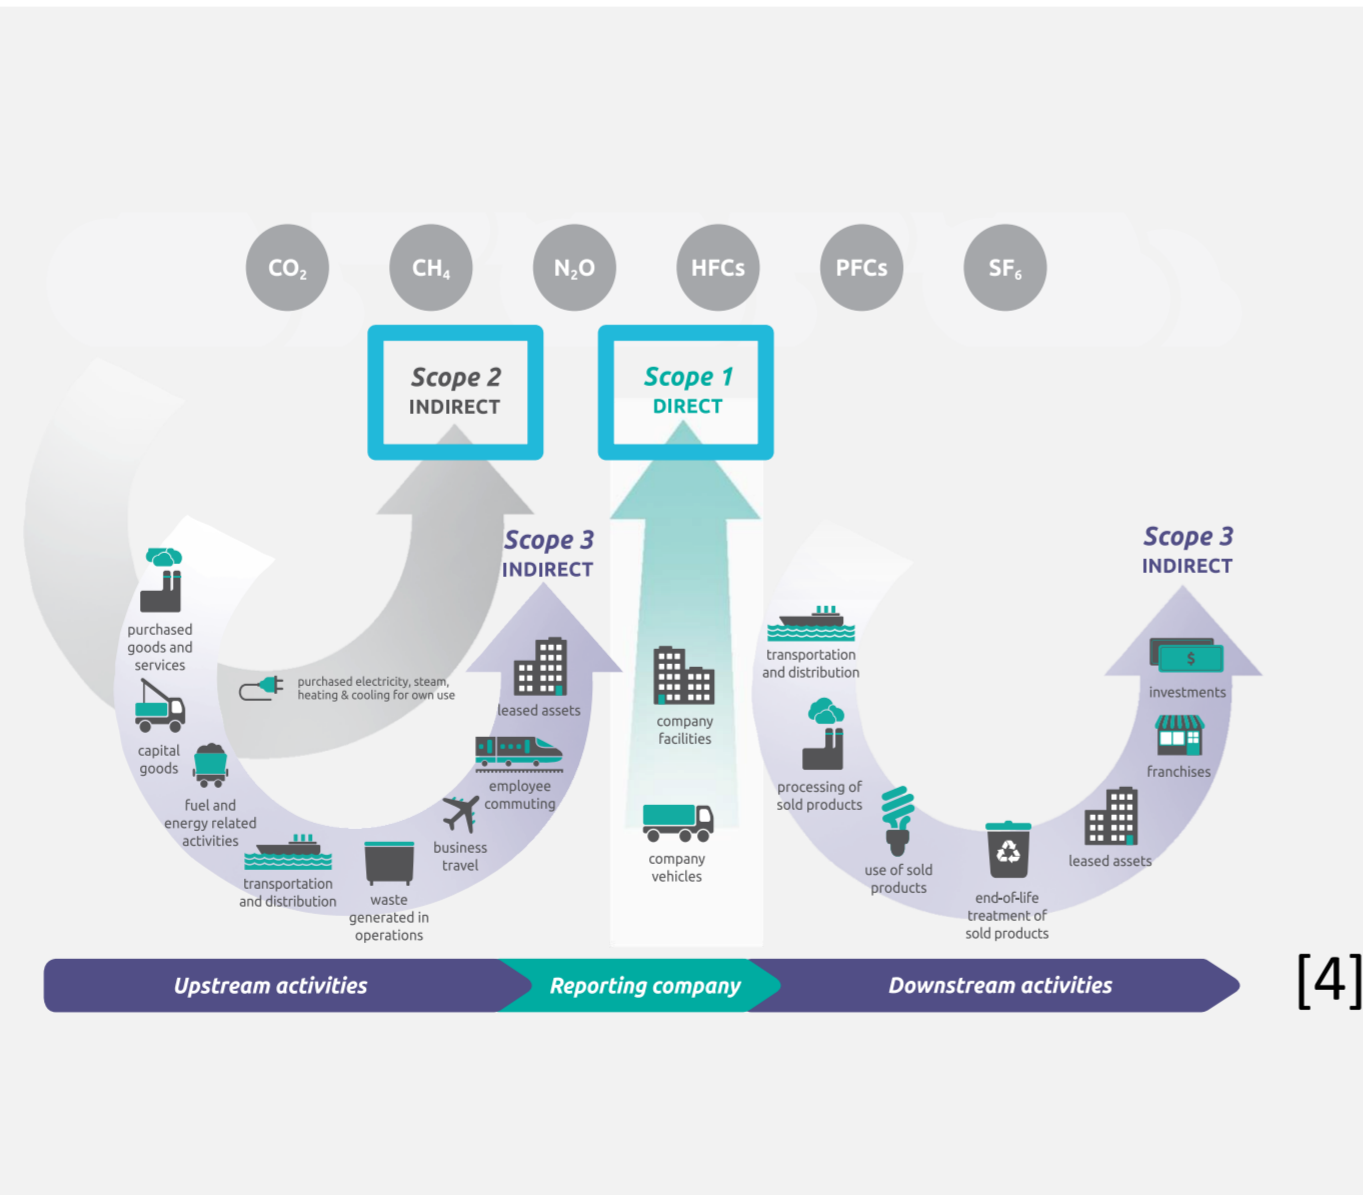 CO₂
CH₄
N₂O
HFCs
PFCs
SF₆
Scope 2
INDIRECT
Scope 1
DIRECT
Scope 3
INDIRECT
Scope 3
INDIRECT
purchased
goods and
services
capital
goods
fuel and
energy related
activities
transportation
and distribution
waste
generated in
operations
business
travel
employee
commuting
leased assets
purchased electricity, steam,
heating & cooling for own use
company
facilities
company
vehicles
transportation
and distribution
processing of
sold products
use of sold
products
end-of-life
treatment of
sold products
leased assets
franchises
investments
$
Upstream activities
Reporting company
Downstream activities
[4]